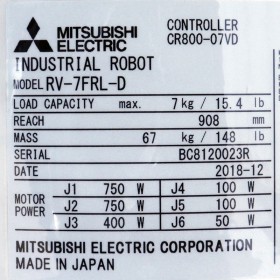 MITSUBISHI ELECTRIC
CONTROLLER
CR800-07VD
INDUSTRIAL ROBOT
MODEL RV-7FRL-D
LOAD CAPACITY max. 7 kg / 15.4 lb
REACH 908 mm
MASS 67 kg / 148 lb
SERIAL BC8120023R
DATE 2018-12
MOTOR POWER
J1 750 W J4 100 W
J2 750 W J5 100 W
J3 400 W J6 50 W
MITSUBISHI ELECTRIC CORPORATION
MADE IN JAPAN